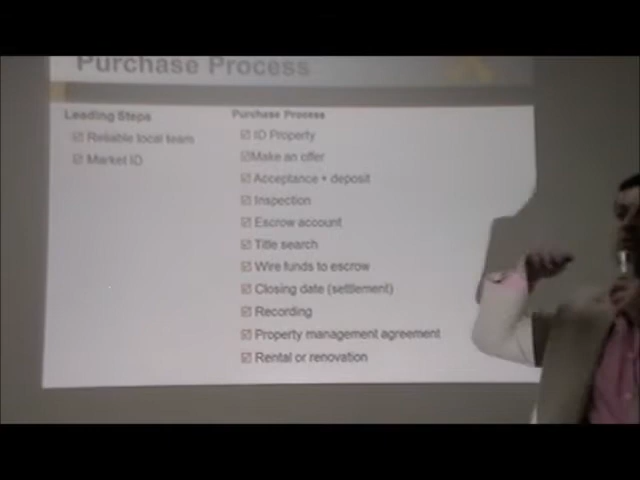 Purchase Process
Leading Steps
Reliable local team
Market ID
Purchase Process
ID Property
Make an offer
Acceptance + deposit
Inspection
Escrow account
Title search
Wire funds to escrow
Closing date (settlement)
Recording
Property management agreement
Rental or renovation